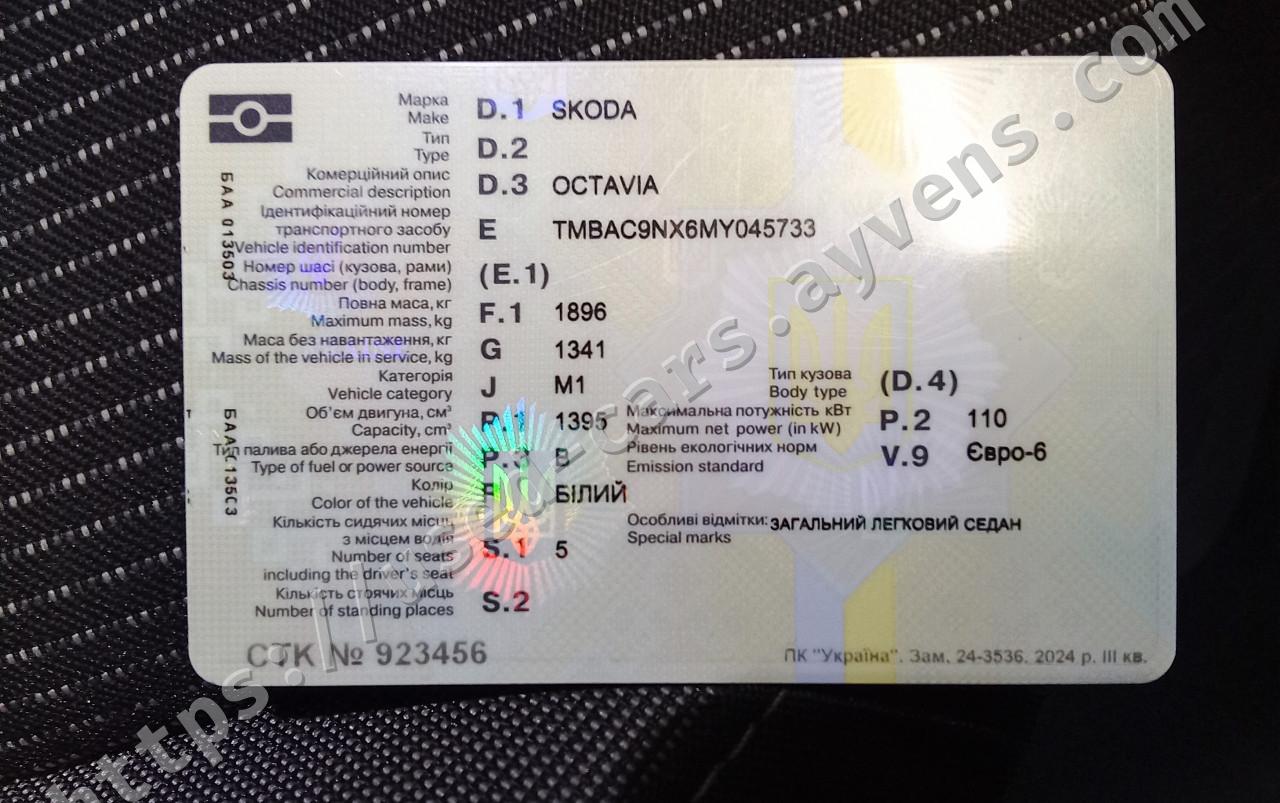 Марка
Make
D.1 SKODA
Тип
Type
D.2
Комерційний опис
Commercial description
D.3 OCTAVIA
Ідентифікаційний номер
транспортного засобу
Vehicle identification number
E TMBAC9NX6MY045733
Номер шасі (кузова, рами)
Chassis number (body, frame)
(E.1)
Повна маса, кг
Maximum mass, kg
F.1 1896
Маса без навантаження, кг
Mass of the vehicle in service, kg
G 1341
Категорія
Vehicle category
J M1
Тип кузова
Body type
(D.4)
Об'єм двигуна, см³
Capacity, cm³
P.1 1395
Максимальна потужність кВт
Maximum net power (in kW)
P.2 110
Тип палива або джерела енергії
Type of fuel or power source
P.3 B
Рівень екологічних норм
Emission standard
V.9 Євро-6
Колір
Color of the vehicle
БІЛИЙ
Кількість сидячих місць
з місцем водія
Number of seats
including the driver's seat
S.1 5
Особливі відмітки: ЗАГАЛЬНИЙ ЛЕГКОВИЙ СЕДАН
Special marks
Кількість стоячих місць
Number of standing places
S.2
СТК № 923456
ПК "Україна". Зам. 24-3536. 2024 р. III кв.
БАА 013503
БАА 013503
https://used-cars.ayvens.com